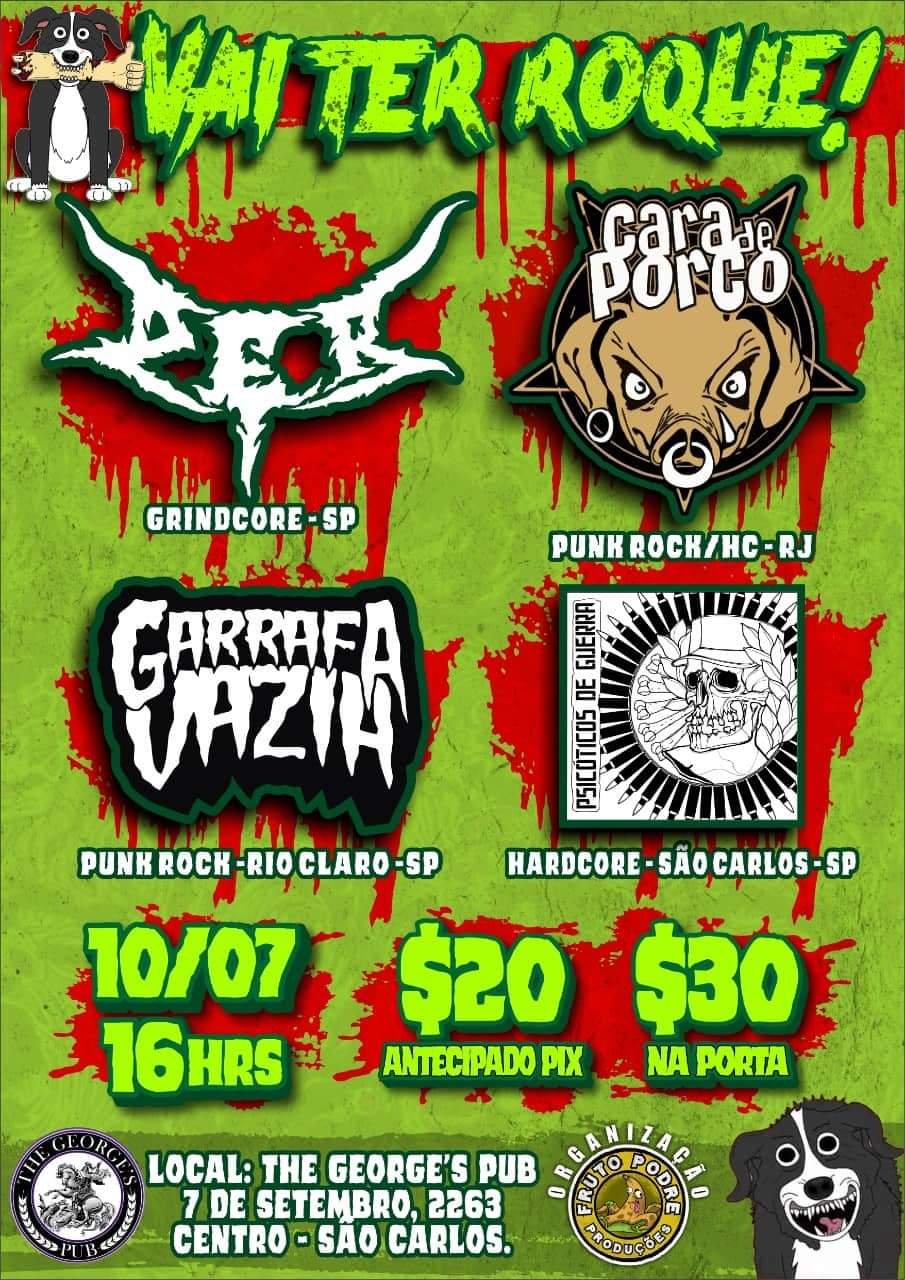 VAI TER ROQUE!
cara de
PORCO
GRINDCORE - SP
PUNK ROCK/HC - RJ
GARRAFA
VAZIA
PSICÓTICOS DE GUERRA
PUNK ROCK - RIO CLARO - SP
HARDCORE - SÃO CARLOS - SP
10/07
16HRS
$20
ANTECIPADO PIX
$30
NA PORTA
THE GEORGE'S
PUB
LOCAL: THE GEORGE'S PUB
7 DE SETEMBRO, 2263
CENTRO - SÃO CARLOS.
ORGANIZAÇÃO
FRUTO PODRE
PRODUÇÕES